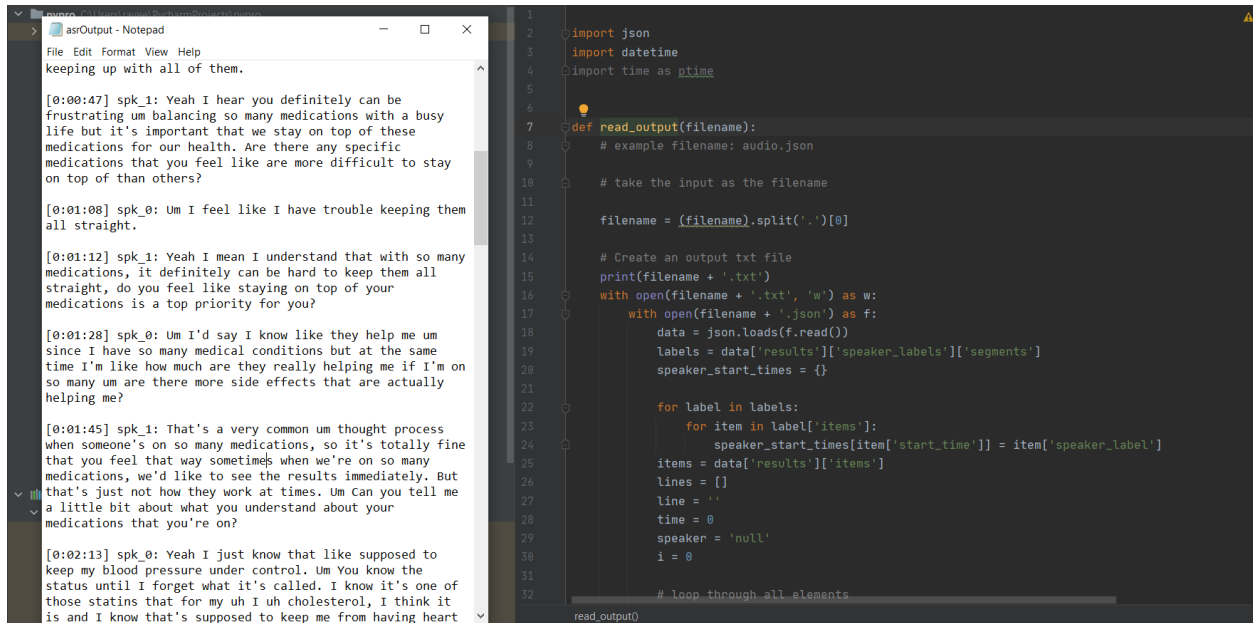 pypro C:\Users\ravee\PycharmProjects\pypro
asrOutput - Notepad
File Edit Format View Help
keeping up with all of them.
[0:00:47] spk_1: Yeah I hear you definitely can be
frustrating um balancing so many medications with a busy
life but it's important that we stay on top of these
medications for our health. Are there any specific
medications that you feel like are more difficult to stay
on top of than others?
[0:01:08] spk_0: Um I feel like I have trouble keeping them
all straight.
[0:01:12] spk_1: Yeah I mean I understand that with so many
medications, it definitely can be hard to keep them all
straight, do you feel like staying on top of your
medications is a top priority for you?
[0:01:28] spk_0: Um I'd say I know like they help me um
since I have so many medical conditions but at the same
time I'm like how much are they really helping me if I'm on
so many um are there more side effects that are actually
helping me?
[0:01:45] spk_1: That's a very common um thought process
when someone's on so many medications, so it's totally fine
that you feel that way sometimes when we're on so many
medications, we'd like to see the results immediately. But
that's just not how they work at times. Um Can you tell me
a little bit about what you understand about your
medications that you're on?
[0:02:13] spk_0: Yeah I just know that like supposed to
keep my blood pressure under control. Um You know the
status until I forget what it's called. I know it's one of
those statins that for my uh I uh cholesterol, I think it
is and I know that's supposed to keep me from having heart
1
2 import json
3 import datetime
4 import time as ptime
5
6
7 def read_output(filename):
8 # example filename: audio.json
9
10 # take the input as the filename
11
12 filename = (filename).split('.')[0]
13
14 # Create an output txt file
15 print(filename + '.txt')
16 with open(filename + '.txt', 'w') as w:
17 with open(filename + '.json') as f:
18 data = json.loads(f.read())
19 labels = data['results']['speaker_labels']['segments']
20 speaker_start_times = {}
21
22 for label in labels:
23 for item in label['items']:
24 speaker_start_times[item['start_time']] = item['speaker_label']
25 items = data['results']['items']
26 lines = []
27 line = ''
28 time = 0
29 speaker = 'null'
30 i = 0
31
32 # loop through all elements
read_output()